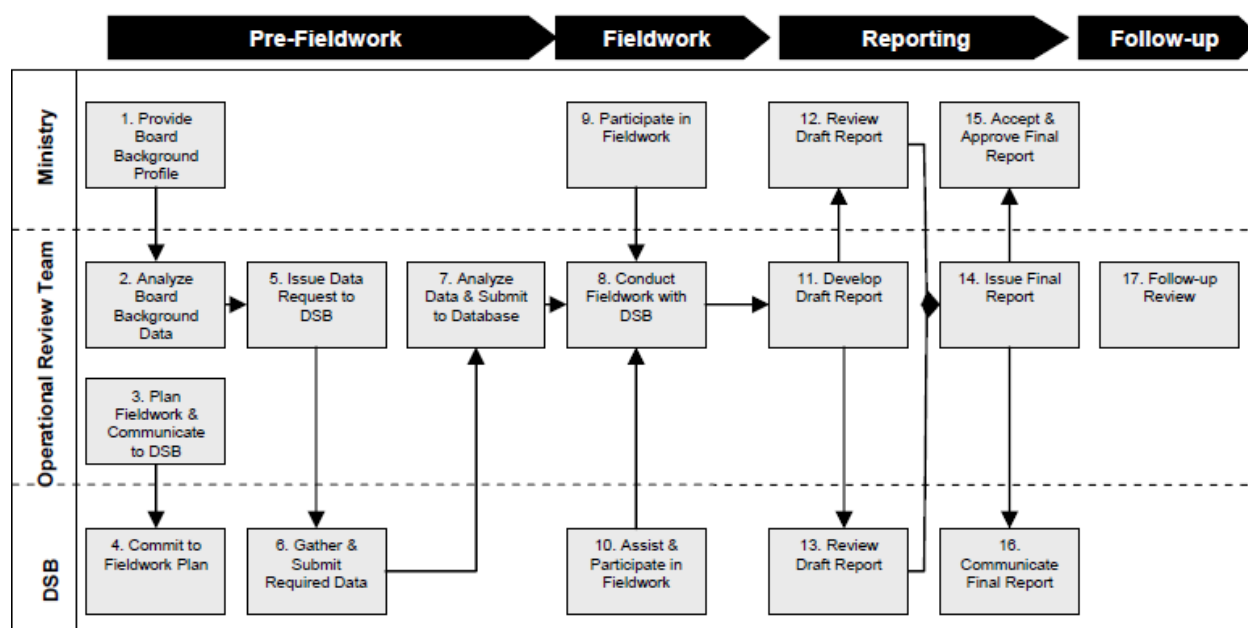 Pre-Fieldwork
Fieldwork
Reporting
Follow-up
Ministry
1. Provide
Board
Background
Profile
9. Participate in
Fieldwork
12. Review
Draft Report
15. Accept &
Approve Final
Report
Operational Review Team
2. Analyze
Board
Background
Data
5. Issue Data
Request to
DSB
7. Analyze
Data & Submit
to Database
8. Conduct
Fieldwork with
DSB
11. Develop
Draft Report
14. Issue Final
Report
17. Follow-up
Review
3. Plan
Fieldwork &
Communicate
to DSB
DSB
4. Commit to
Fieldwork Plan
6. Gather &
Submit
Required Data
10. Assist &
Participate in
Fieldwork
13. Review
Draft Report
16.
Communicate
Final Report